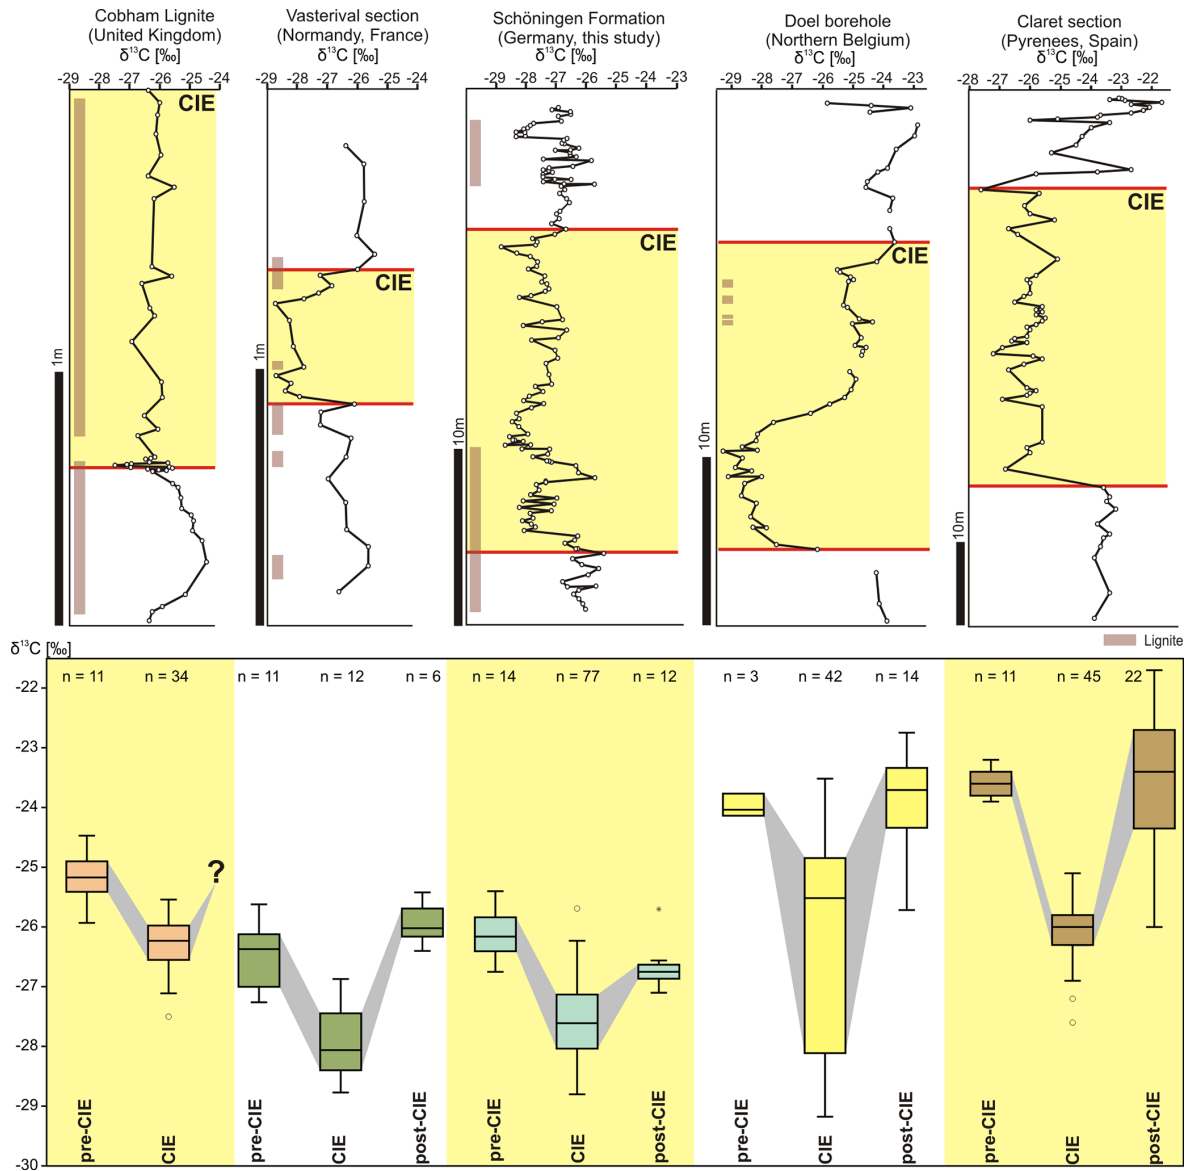 Cobham Lignite
(United Kingdom)
δ¹³C [‰]
-29 -28 -27 -26 -25 -24
CIE
1m
Vasterival section
(Normandy, France)
δ¹³C [‰]
-29 -28 -27 -26 -25 -24
CIE
1m
Schöningen Formation
(Germany, this study)
δ¹³C [‰]
-29 -28 -27 -26 -25 -23
CIE
10m
Doel borehole
(Northern Belgium)
δ¹³C [‰]
-29 -28 -27 -26 -25 -24 -23
CIE
10m
Claret section
(Pyrenees, Spain)
δ¹³C [‰]
-28 -27 -26 -25 -24 -23 -22
CIE
10m
Lignite
δ¹³C [‰]
n = 11 n = 34 n = 11 n = 12 n = 6 n = 14 n = 77 n = 12 n = 3 n = 42 n = 14 n = 11 n = 45 22
-22
-23
-24
-25
-26
-27
-28
-29
-30
?
pre-CIE CIE pre-CIE CIE post-CIE pre-CIE CIE post-CIE pre-CIE CIE post-CIE pre-CIE CIE post-CIE